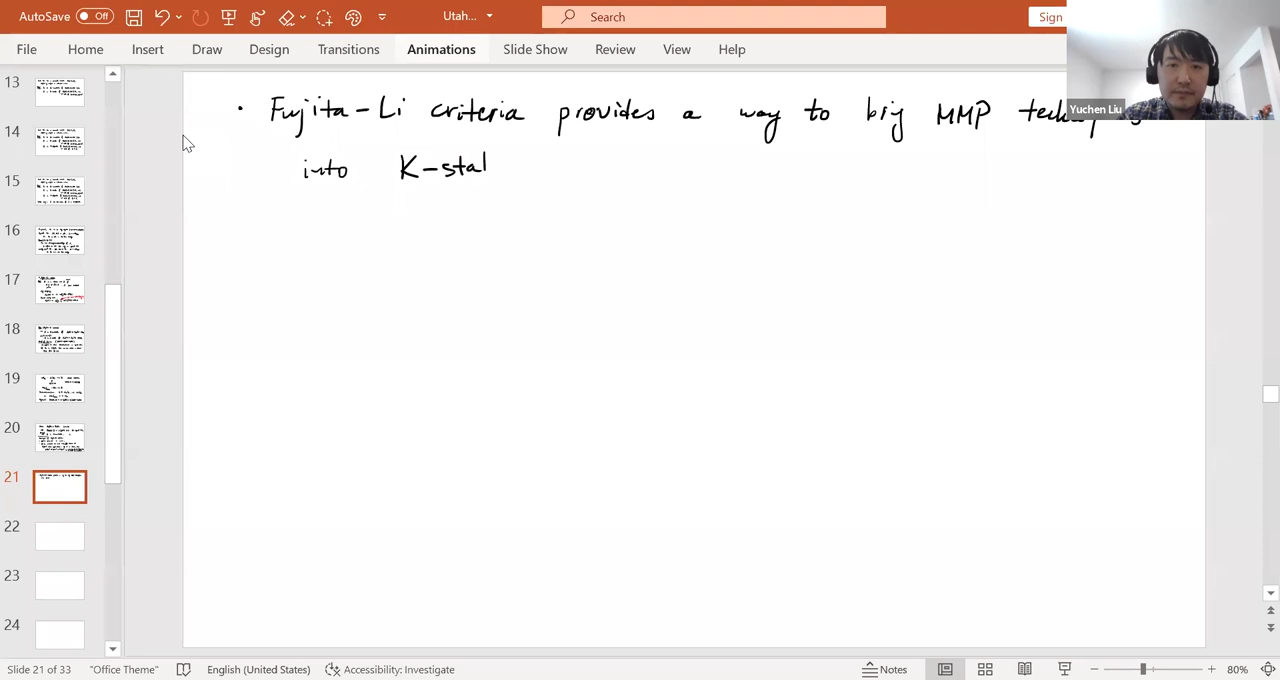 AutoSave Off Utah... Search Sign
File Home Insert Draw Design Transitions Animations Slide Show Review View Help
Yuchen Liu
13
14
15
16
17
18
19
20
21
22
23
24
• Fujita-Li criteria provides a way to brig MMP
into K-stal
Slide 21 of 33 "Office Theme" English (United States) Accessibility: Investigate Notes 80%